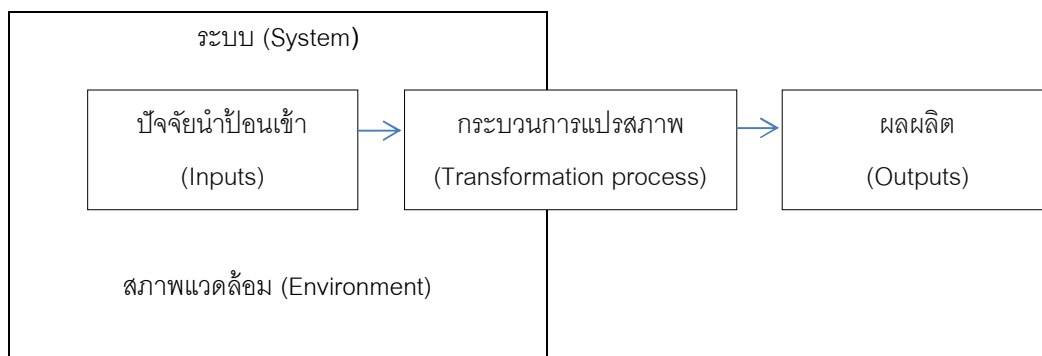 ระบบ (System)
ปัจจัยนำป้อนเข้า
(Inputs)
กระบวนการแปรสภาพ
(Transformation process)
ผลผลิต
(Outputs)
สภาพแวดล้อม (Environment)